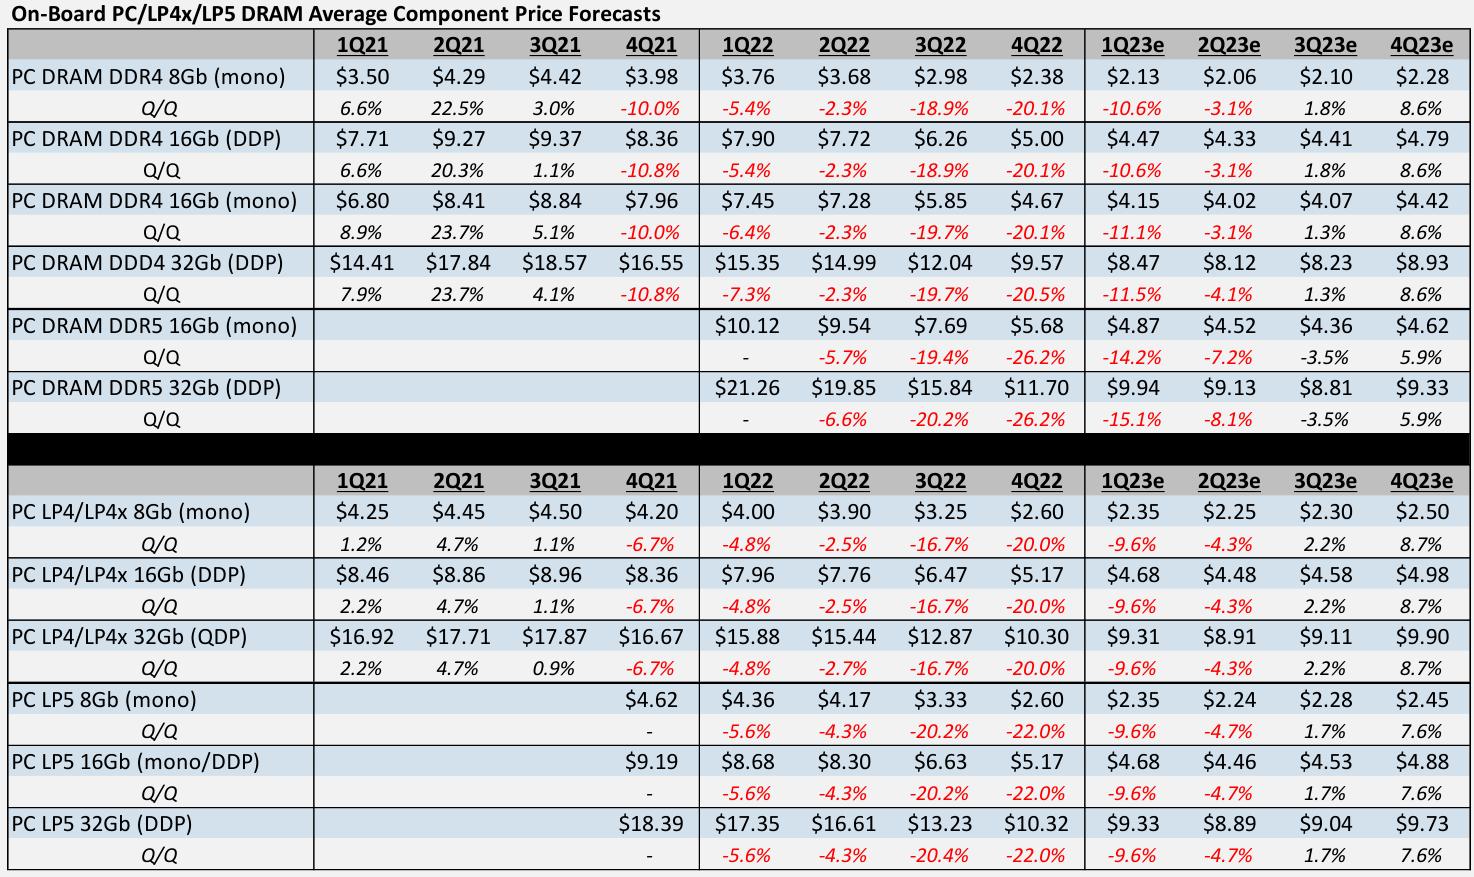 On-Board PC/LP4x/LP5 DRAM Average Component Price Forecasts
1Q21 2Q21 3Q21 4Q21 1Q22 2Q22 3Q22 4Q22 1Q23e 2Q23e 3Q23e 4Q23e
PC DRAM DDR4 8Gb (mono) $3.50 $4.29 $4.42 $3.98 $3.76 $3.68 $2.98 $2.38 $2.13 $2.06 $2.10 $2.28
Q/Q 6.6% 22.5% 3.0% -10.0% -5.4% -2.3% -18.9% -20.1% -10.6% -3.1% 1.8% 8.6%
PC DRAM DDR4 16Gb (DDP) $7.71 $9.27 $9.37 $8.36 $7.90 $7.72 $6.26 $5.00 $4.47 $4.33 $4.41 $4.79
Q/Q 6.6% 20.3% 1.1% -10.8% -5.4% -2.3% -18.9% -20.1% -10.6% -3.1% 1.8% 8.6%
PC DRAM DDR4 16Gb (mono) $6.80 $8.41 $8.84 $7.96 $7.45 $7.28 $5.85 $4.67 $4.15 $4.02 $4.07 $4.42
Q/Q 8.9% 23.7% 5.1% -10.0% -6.4% -2.3% -19.7% -20.1% -11.1% -3.1% 1.3% 8.6%
PC DRAM DDD4 32Gb (DDP) $14.41 $17.84 $18.57 $16.55 $15.35 $14.99 $12.04 $9.57 $8.47 $8.12 $8.23 $8.93
Q/Q 7.9% 23.7% 4.1% -10.8% -7.3% -2.3% -19.7% -20.5% -11.5% -4.1% 1.3% 8.6%
PC DRAM DDR5 16Gb (mono) $10.12 $9.54 $7.69 $5.68 $4.87 $4.52 $4.36 $4.62
Q/Q - -5.7% -19.4% -26.2% -14.2% -7.2% -3.5% 5.9%
PC DRAM DDR5 32Gb (DDP) $21.26 $19.85 $15.84 $11.70 $9.94 $9.13 $8.81 $9.33
Q/Q - -6.6% -20.2% -26.2% -15.1% -8.1% -3.5% 5.9%
1Q21 2Q21 3Q21 4Q21 1Q22 2Q22 3Q22 4Q22 1Q23e 2Q23e 3Q23e 4Q23e
PC LP4/LP4x 8Gb (mono) $4.25 $4.45 $4.50 $4.20 $4.00 $3.90 $3.25 $2.60 $2.35 $2.25 $2.30 $2.50
Q/Q 1.2% 4.7% 1.1% -6.7% -4.8% -2.5% -16.7% -20.0% -9.6% -4.3% 2.2% 8.7%
PC LP4/LP4x 16Gb (DDP) $8.46 $8.86 $8.96 $8.36 $7.96 $7.76 $6.47 $5.17 $4.68 $4.48 $4.58 $4.98
Q/Q 2.2% 4.7% 1.1% -6.7% -4.8% -2.5% -16.7% -20.0% -9.6% -4.3% 2.2% 8.7%
PC LP4/LP4x 32Gb (QDP) $16.92 $17.71 $17.87 $16.67 $15.88 $15.44 $12.87 $10.30 $9.31 $8.91 $9.11 $9.90
Q/Q 2.2% 4.7% 0.9% -6.7% -4.8% -2.7% -16.7% -20.0% -9.6% -4.3% 2.2% 8.7%
PC LP5 8Gb (mono) $4.62 $4.36 $4.17 $3.33 $2.60 $2.35 $2.24 $2.28 $2.45
Q/Q - -5.6% -4.3% -20.2% -22.0% -9.6% -4.7% 1.7% 7.6%
PC LP5 16Gb (mono/DDP) $9.19 $8.68 $8.30 $6.63 $5.17 $4.68 $4.46 $4.53 $4.88
Q/Q - -5.6% -4.3% -20.2% -22.0% -9.6% -4.7% 1.7% 7.6%
PC LP5 32Gb (DDP) $18.39 $17.35 $16.61 $13.23 $10.32 $9.33 $8.89 $9.04 $9.73
Q/Q - -5.6% -4.3% -20.4% -22.0% -9.6% -4.7% 1.7% 7.6%